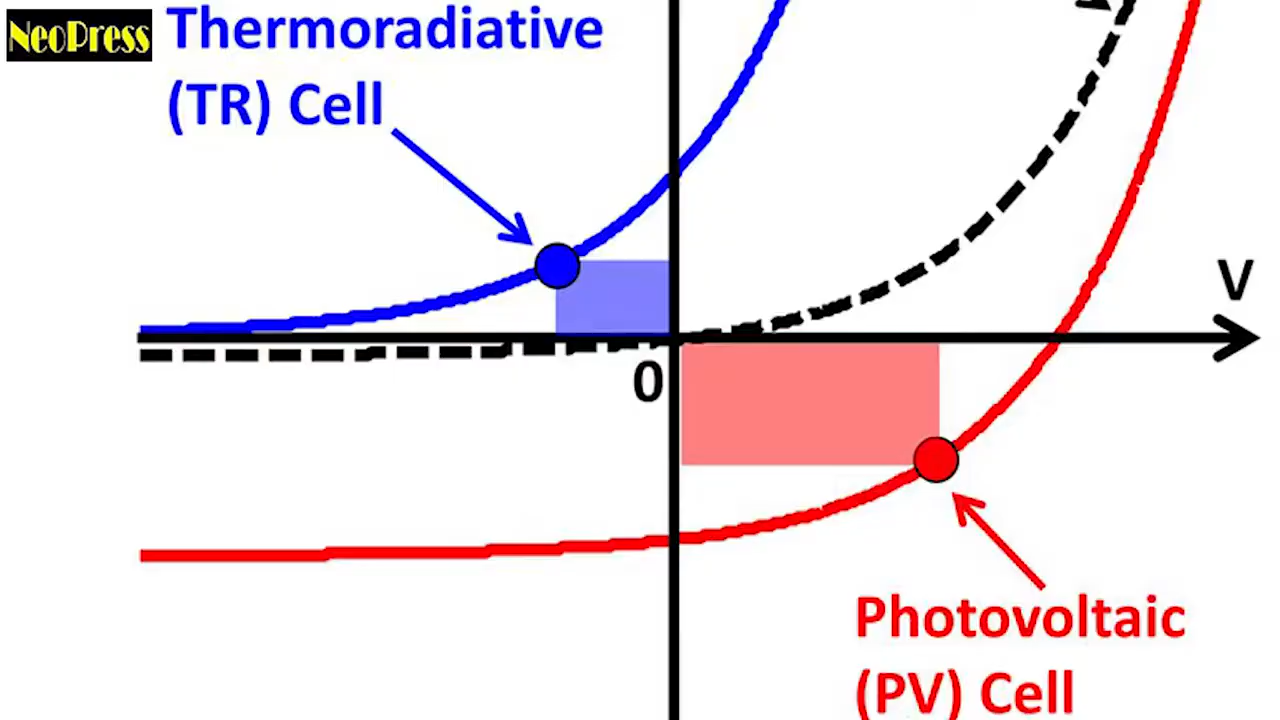 NeoPress
Thermoradiative
(TR) Cell
V
0
Photovoltaic
(PV) Cell